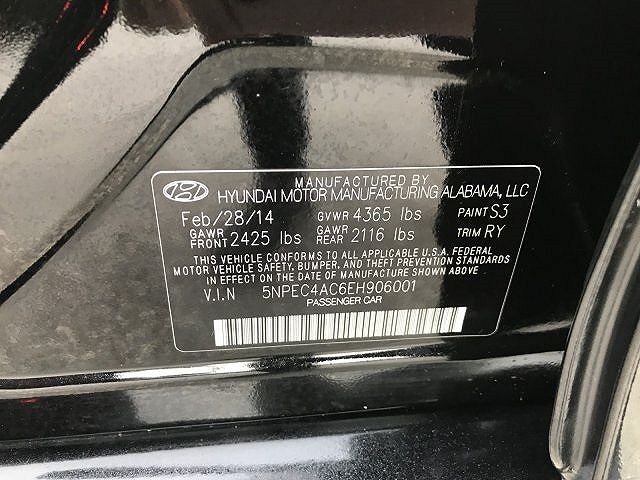 MANUFACTURED BY
HYUNDAI MOTOR MANUFACTURING ALABAMA, LLC
Feb/28/14 GVWR 4365 lbs PAINT S3
GAWR FRONT 2425 lbs GAWR REAR 2116 lbs TRIM RY
THIS VEHICLE CONFORMS TO ALL APPLICABLE U.S.A. FEDERAL
MOTOR VEHICLE SAFETY, BUMPER, AND THEFT PREVENTION STANDARDS
IN EFFECT ON THE DATE OF MANUFACTURE SHOWN ABOVE
V.I.N 5NPEC4AC6EH906001
PASSENGER CAR